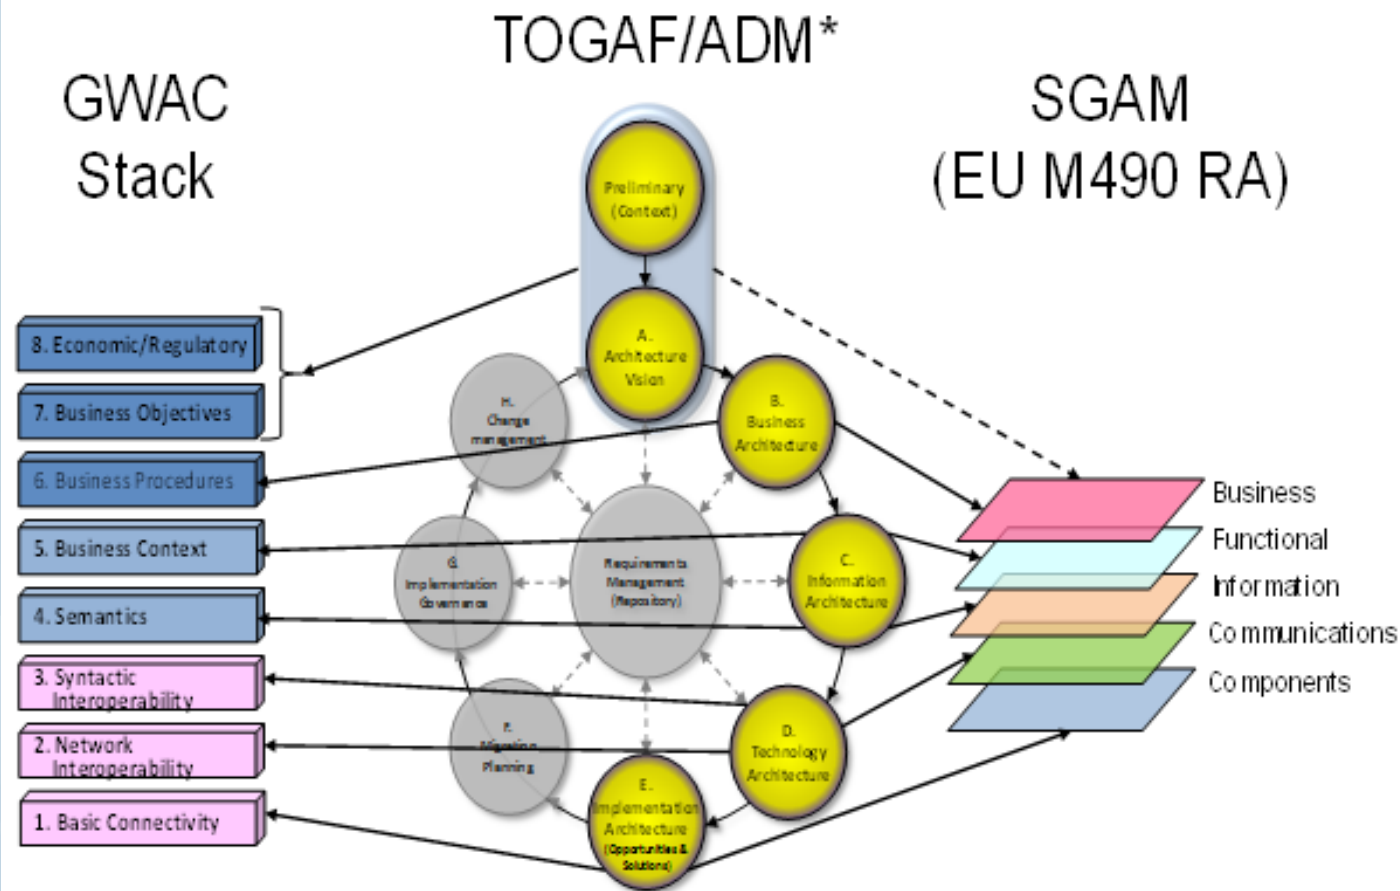 TOGAF/ADM*
GWAC
Stack
SGAM
(EU M490 RA)
Preliminary
(Context)
A.
Architecture
Vision
B.
Business
Architecture
C.
Information
Architecture
D.
Technology
Architecture
E.
Implementation
Architecture
(Opportunities &
Solutions)
F.
Migration
Planning
G.
Implementation
Governance
H.
Change
management
Requirements
Management
(Repository)
8. Economic/Regulatory
7. Business Objectives
6. Business Procedures
5. Business Context
4. Semantics
3. Syntactic
Interoperability
2. Network
Interoperability
1. Basic Connectivity
Business
Functional
Information
Communications
Components